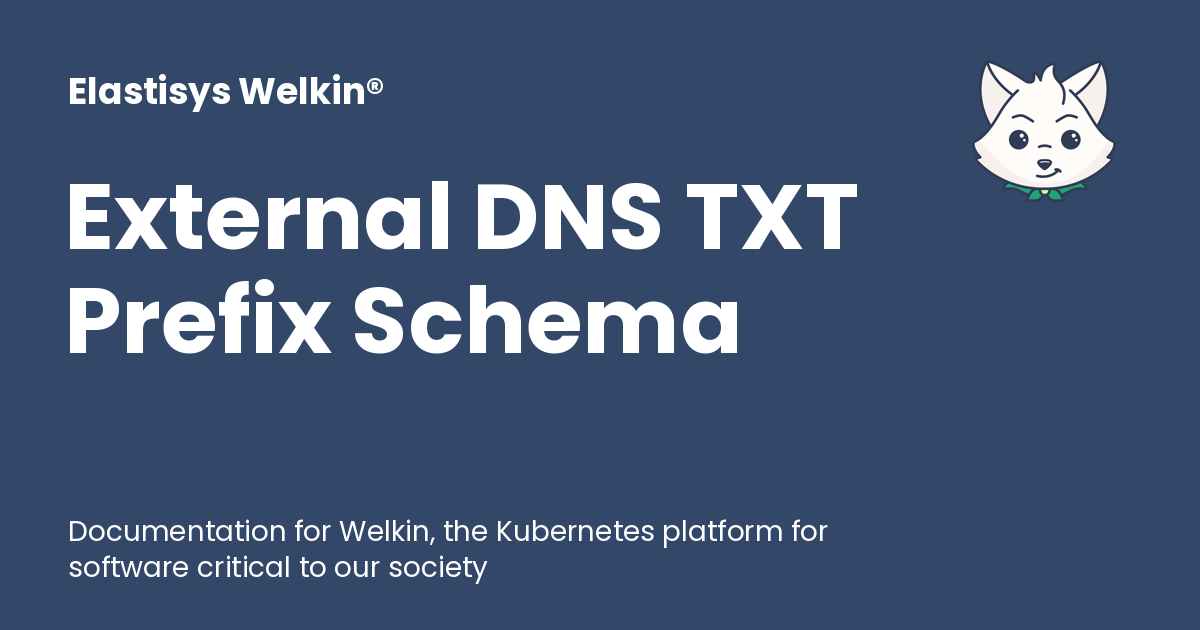 Elastisys Welkin®
External DNS TXT
Prefix Schema
Documentation for Welkin, the Kubernetes platform for
software critical to our society